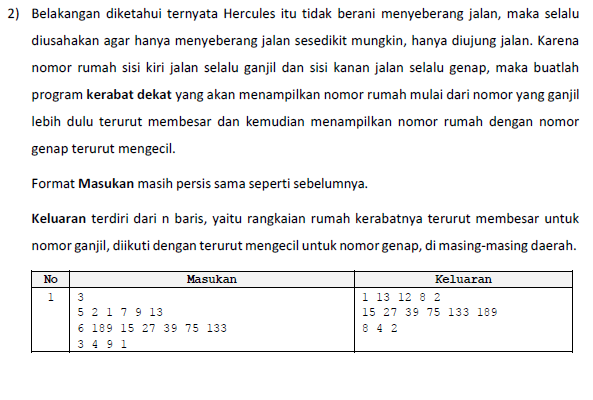 2) Belakangan diketahui ternyata Hercules itu tidak berani menyeberang jalan, maka selalu
diusahakan agar hanya menyeberang jalan sesedikit mungkin, hanya diujung jalan. Karena
nomor rumah sisi kiri jalan selalu ganjil dan sisi kanan jalan selalu genap, maka buatlah
program kerabat dekat yang akan menampilkan nomor rumah mulai dari nomor yang ganjil
lebih dulu terurut membesar dan kemudian menampilkan nomor rumah dengan nomor
genap terurut mengecil.
Format Masukan masih persis sama seperti sebelumnya.
Keluaran terdiri dari n baris, yaitu rangkaian rumah kerabatnya terurut membesar untuk
nomor ganjil, diikuti dengan terurut mengecil untuk nomor genap, di masing-masing daerah.
No Masukan Keluaran
1 3 1 13 12 8 2
5 2 1 7 9 13 15 27 39 75 133 189
6 189 15 27 39 75 133 8 4 2
3 4 9 1